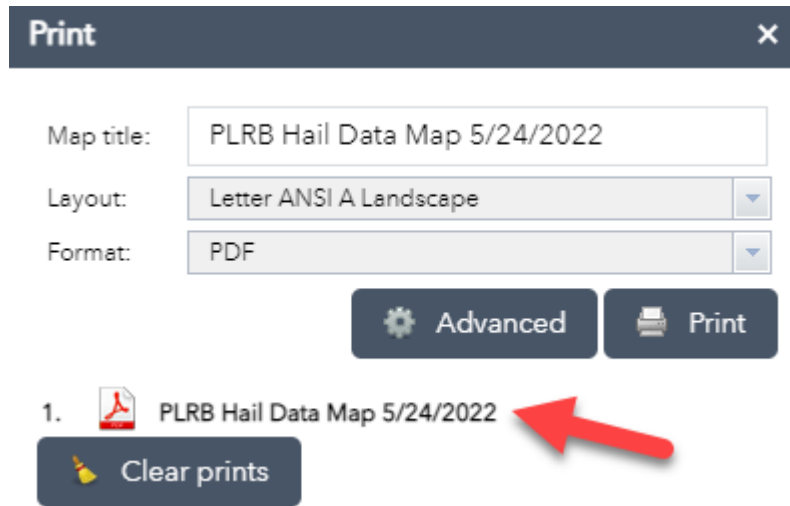 Print ×
Map title: PLRB Hail Data Map 5/24/2022
Layout: Letter ANSI A Landscape
Format: PDF
Advanced Print
1. PDF PLRB Hail Data Map 5/24/2022
Clear prints